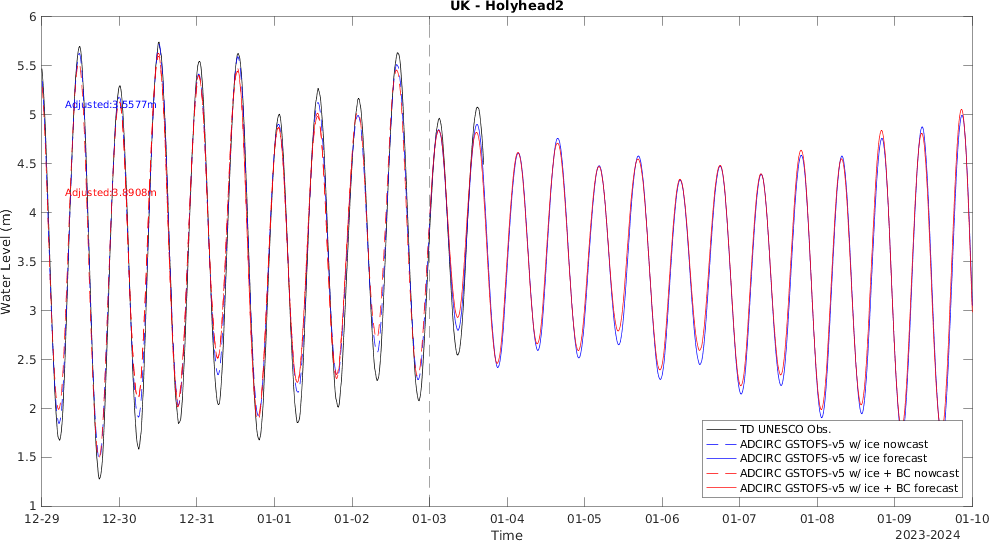 UK - Holyhead2
6
5.5
5
4.5
4
3.5
3
2.5
2
1.5
1
Water Level (m)
Adjusted:3.5577m
Adjusted:3.8908m
TD UNESCO Obs.
ADCIRC GSTOFS-v5 w/ ice nowcast
ADCIRC GSTOFS-v5 w/ ice forecast
ADCIRC GSTOFS-v5 w/ ice + BC nowcast
ADCIRC GSTOFS-v5 w/ ice + BC forecast
12-29 12-30 12-31 01-01 01-02 01-03 01-04 01-05 01-06 01-07 01-08 01-09 01-10
Time
2023-2024